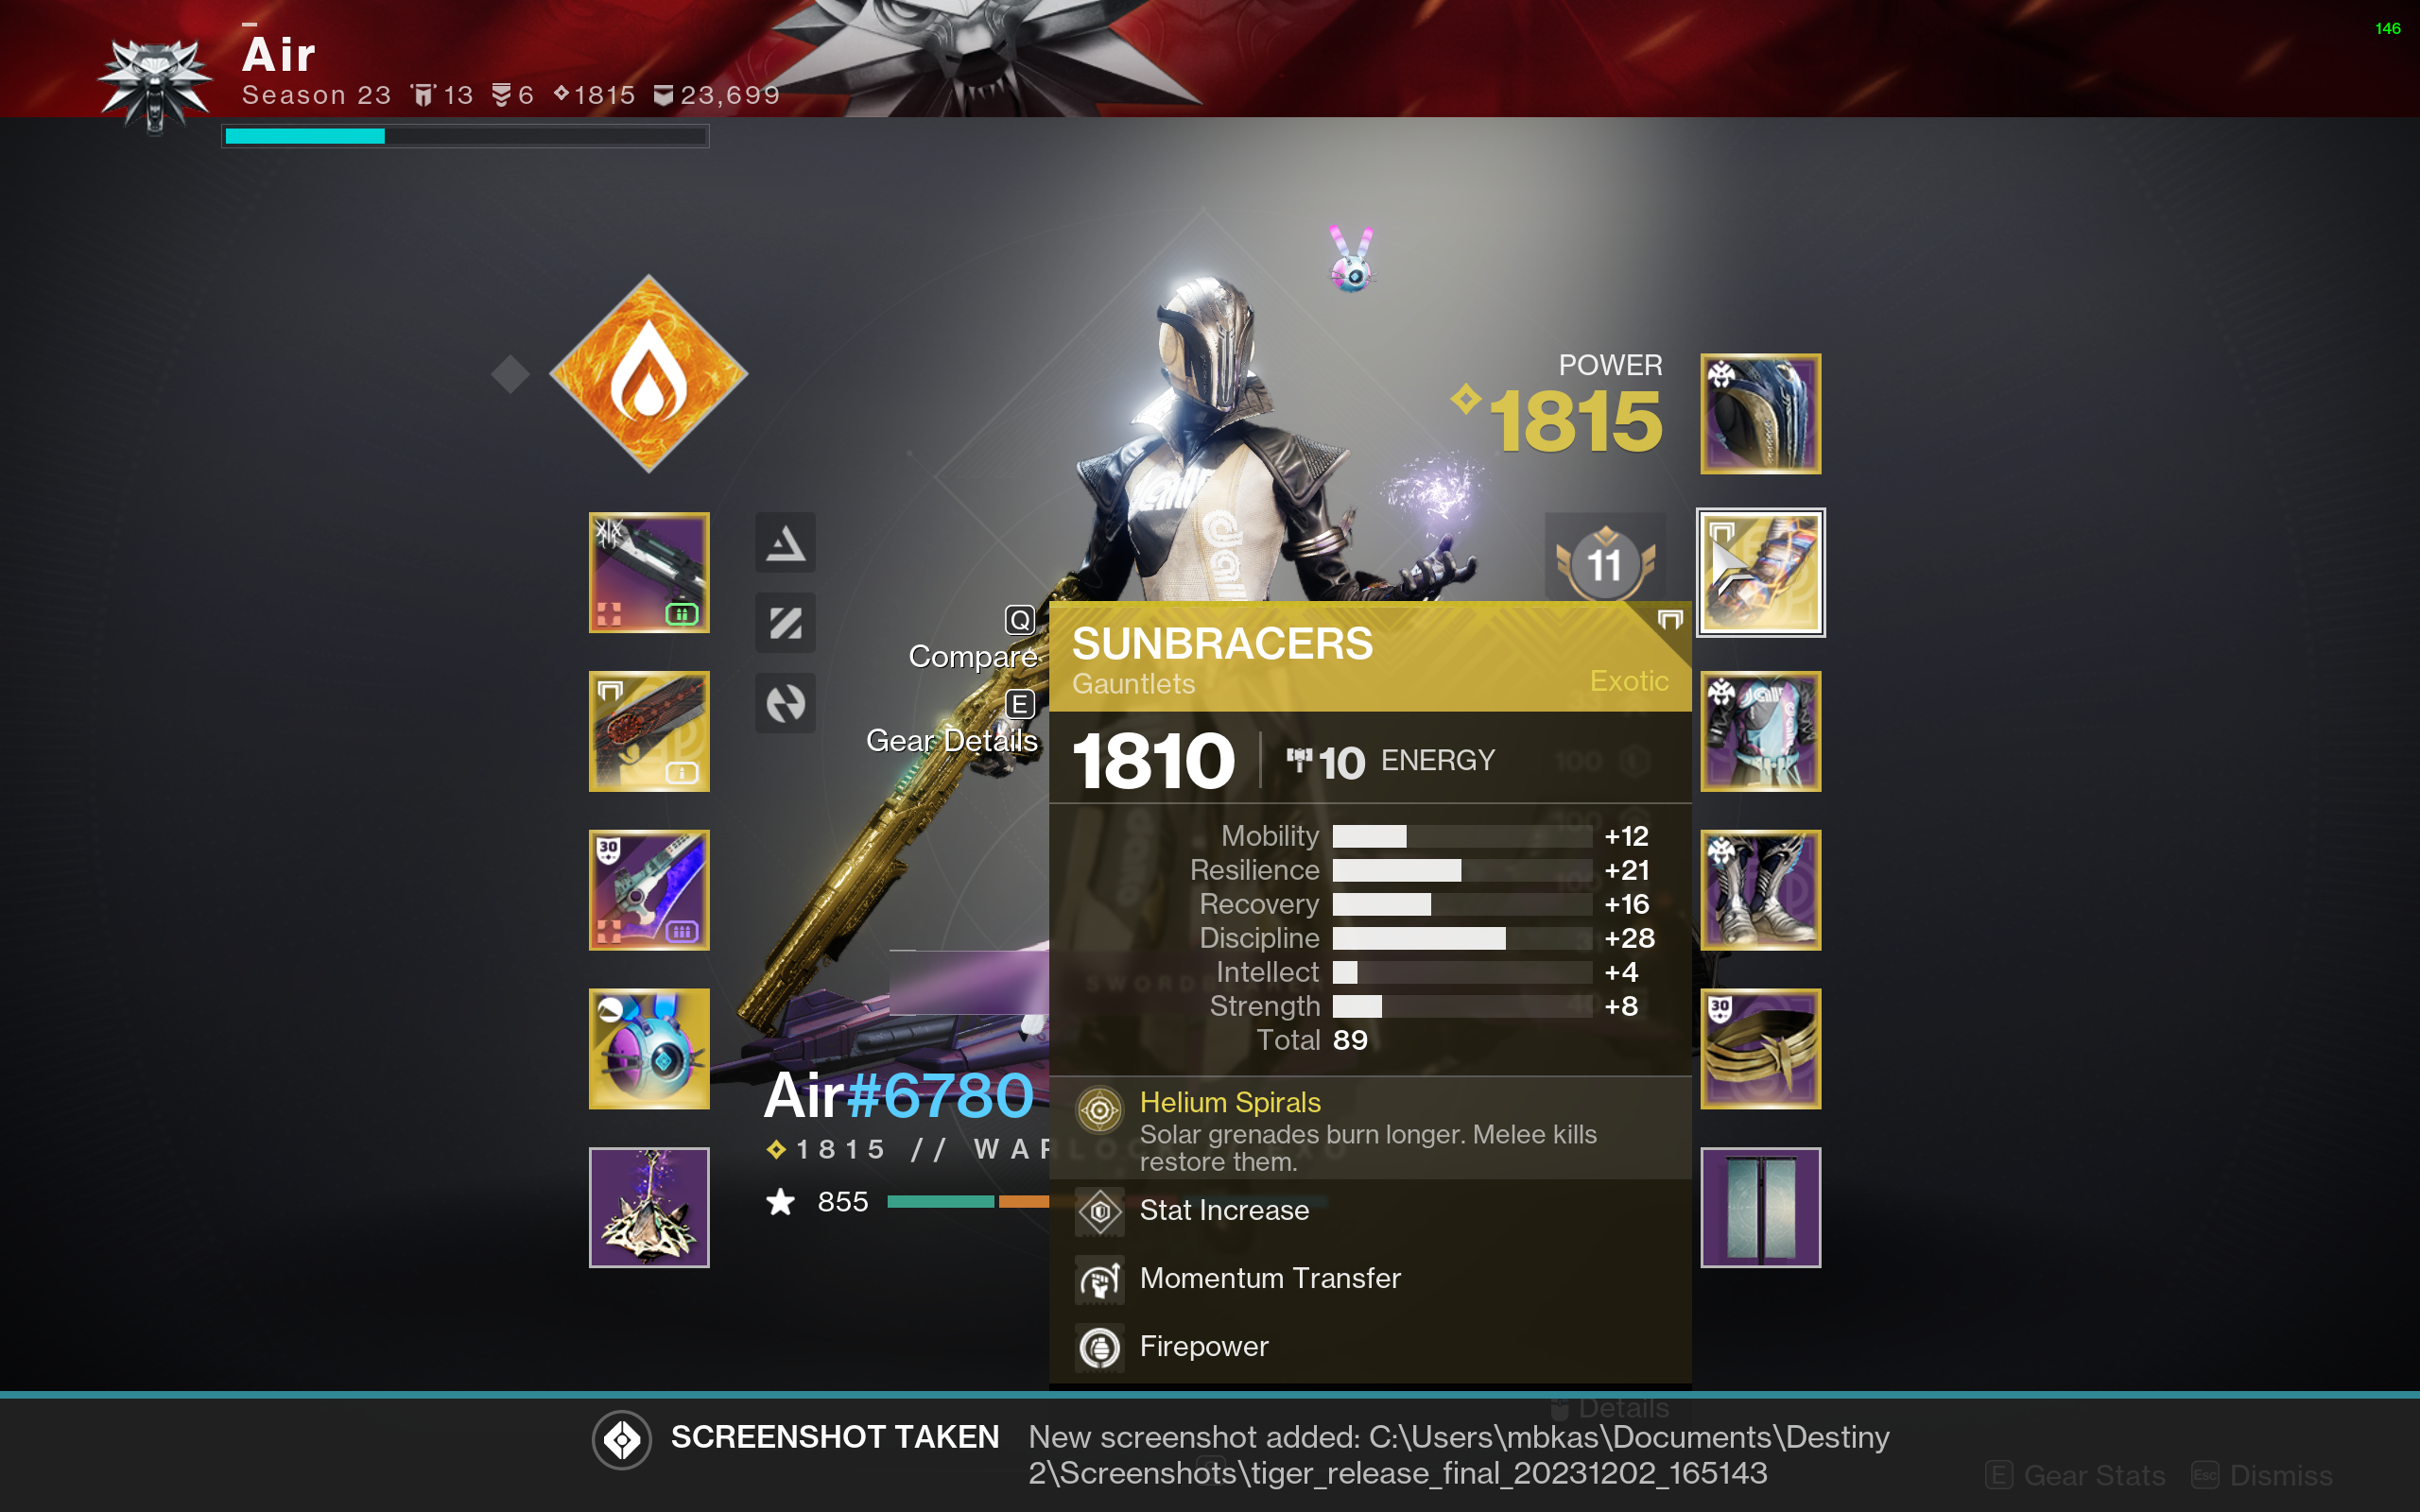 146
Air
Season 23 13 6 1815 23,699
POWER
1815
11
Q
Compare
E
Gear Details
30
30
SUNBRACERS
Gauntlets
Exotic
1810 10 ENERGY
Mobility +12
Resilience +21
Recovery +16
Discipline +28
Intellect +4
Strength +8
Total 89
Helium Spirals
Solar grenades burn longer. Melee kills
restore them.
Stat Increase
Momentum Transfer
Firepower
Air#6780
1815 // WARLOCK
855
Details
SCREENSHOT TAKEN
New screenshot added: C:\Users\mbkas\Documents\Destiny
2\Screenshots\tiger_release_final_20231202_165143
E Gear Stats Esc Dismiss